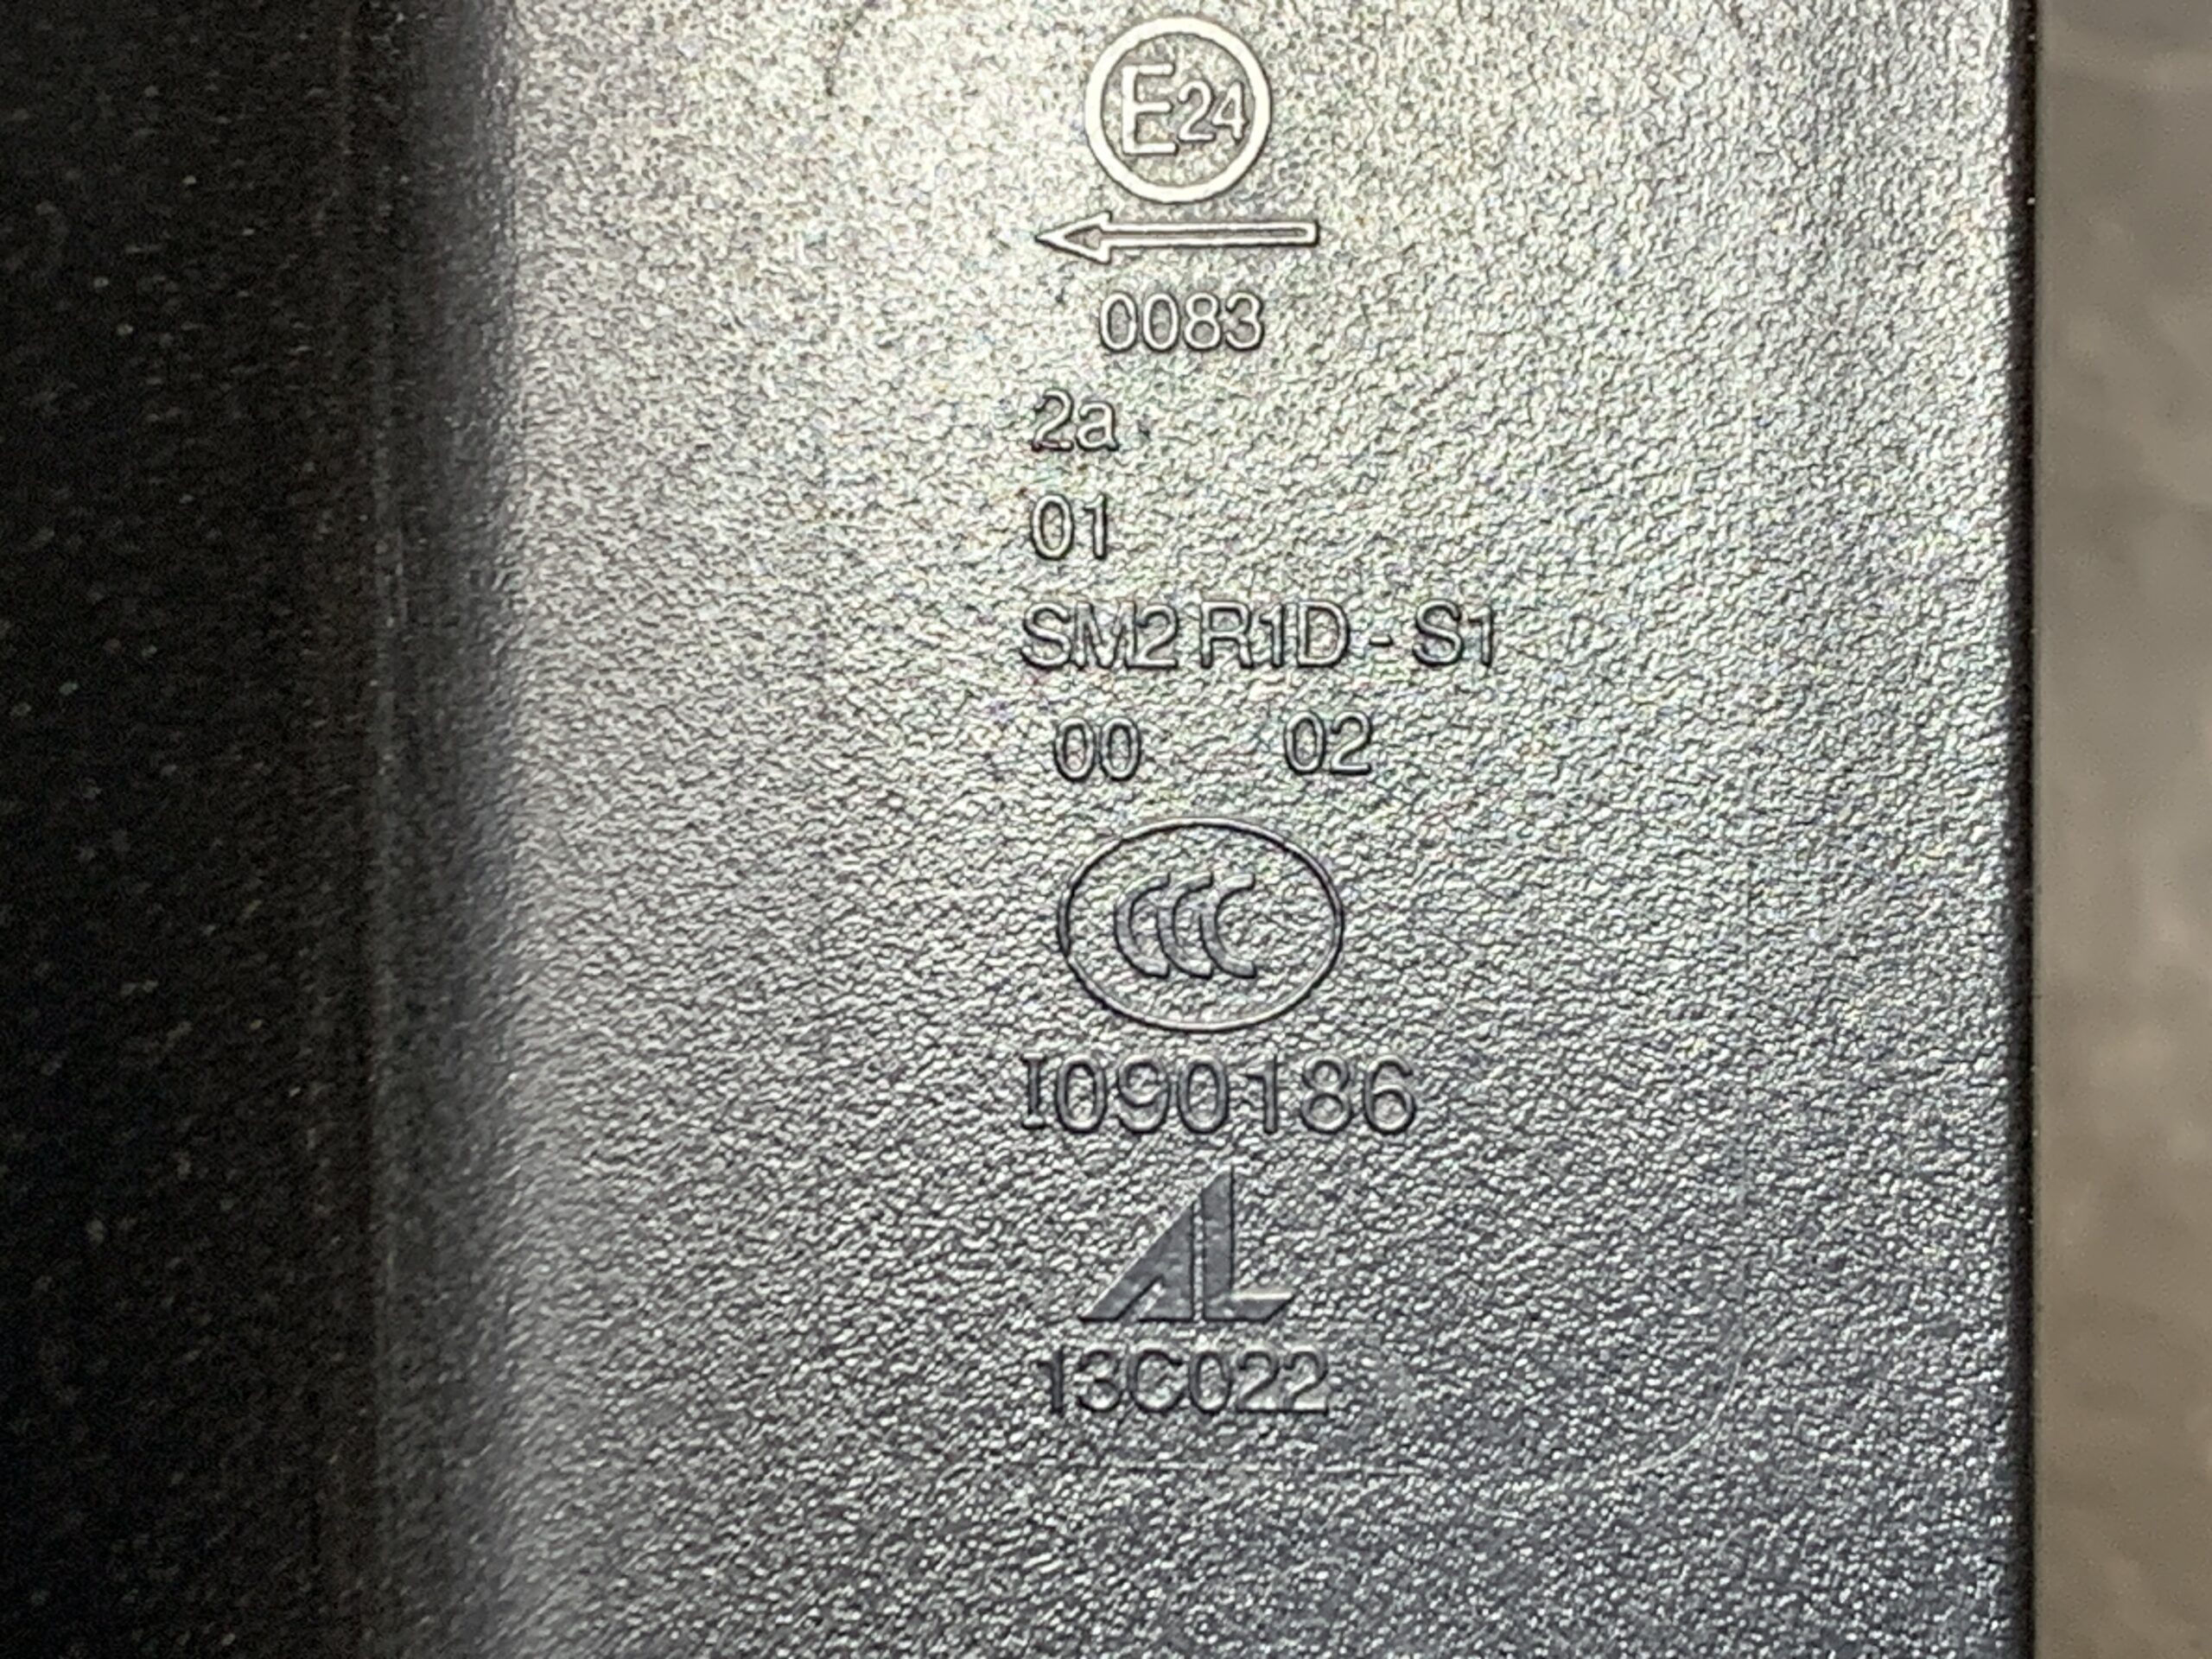 E24
0083
2a
01
SM2 R1D - S1
00 02
CCC
I090186
AL
13C022